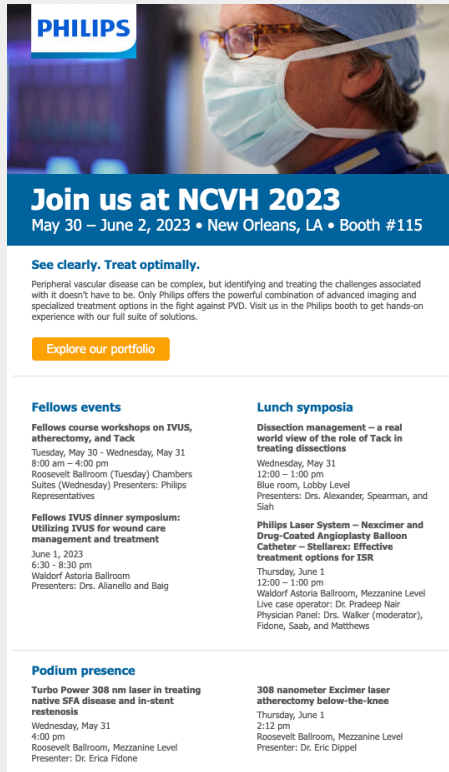 PHILIPS
Join us at NCVH 2023
May 30 – June 2, 2023 • New Orleans, LA • Booth #115
See clearly. Treat optimally.
Peripheral vascular disease can be complex, but identifying and treating the challenges associated
with it doesn't have to be. Only Philips offers the powerful combination of advanced imaging and
specialized treatment options in the fight against PVD. Visit us in the Philips booth to get hands-on
experience with our full suite of solutions.
Explore our portfolio
Fellows events
Fellows course workshops on IVUS,
atherectomy, and Tack
Tuesday, May 30 - Wednesday, May 31
8:00 am – 4:00 pm
Roosevelt Ballroom (Tuesday) Chambers
Suites (Wednesday) Presenters: Philips
Representatives
Fellows IVUS dinner symposium:
Utilizing IVUS for wound care
management and treatment
June 1, 2023
6:30 - 8:30 pm
Waldorf Astoria Ballroom
Presenters: Drs. Alianello and Baig
Lunch symposia
Dissection management – a real
world view of the role of Tack in
treating dissections
Wednesday, May 31
12:00 – 1:00 pm
Blue room, Lobby Level
Presenters: Drs. Alexander, Spearman, and
Siah
Philips Laser System – Nexcimer and
Drug-Coated Angioplasty Balloon
Catheter – Stellarex: Effective
treatment options for ISR
Thursday, June 1
12:00 – 1:00 pm
Waldorf Astoria Ballroom, Mezzanine Level
Live case operator: Dr. Pradeep Nair
Physician Panel: Drs. Walker (moderator),
Fidone, Saab, and Matthews
Podium presence
Turbo Power 308 nm laser in treating
native SFA disease and in-stent
restenosis
Wednesday, May 31
4:00 pm
Roosevelt Ballroom, Mezzanine Level
Presenter: Dr. Erica Fidone
308 nanometer Excimer laser
atherectomy below-the-knee
Thursday, June 1
2:12 pm
Roosevelt Ballroom, Mezzanine Level
Presenter: Dr. Eric Dippel